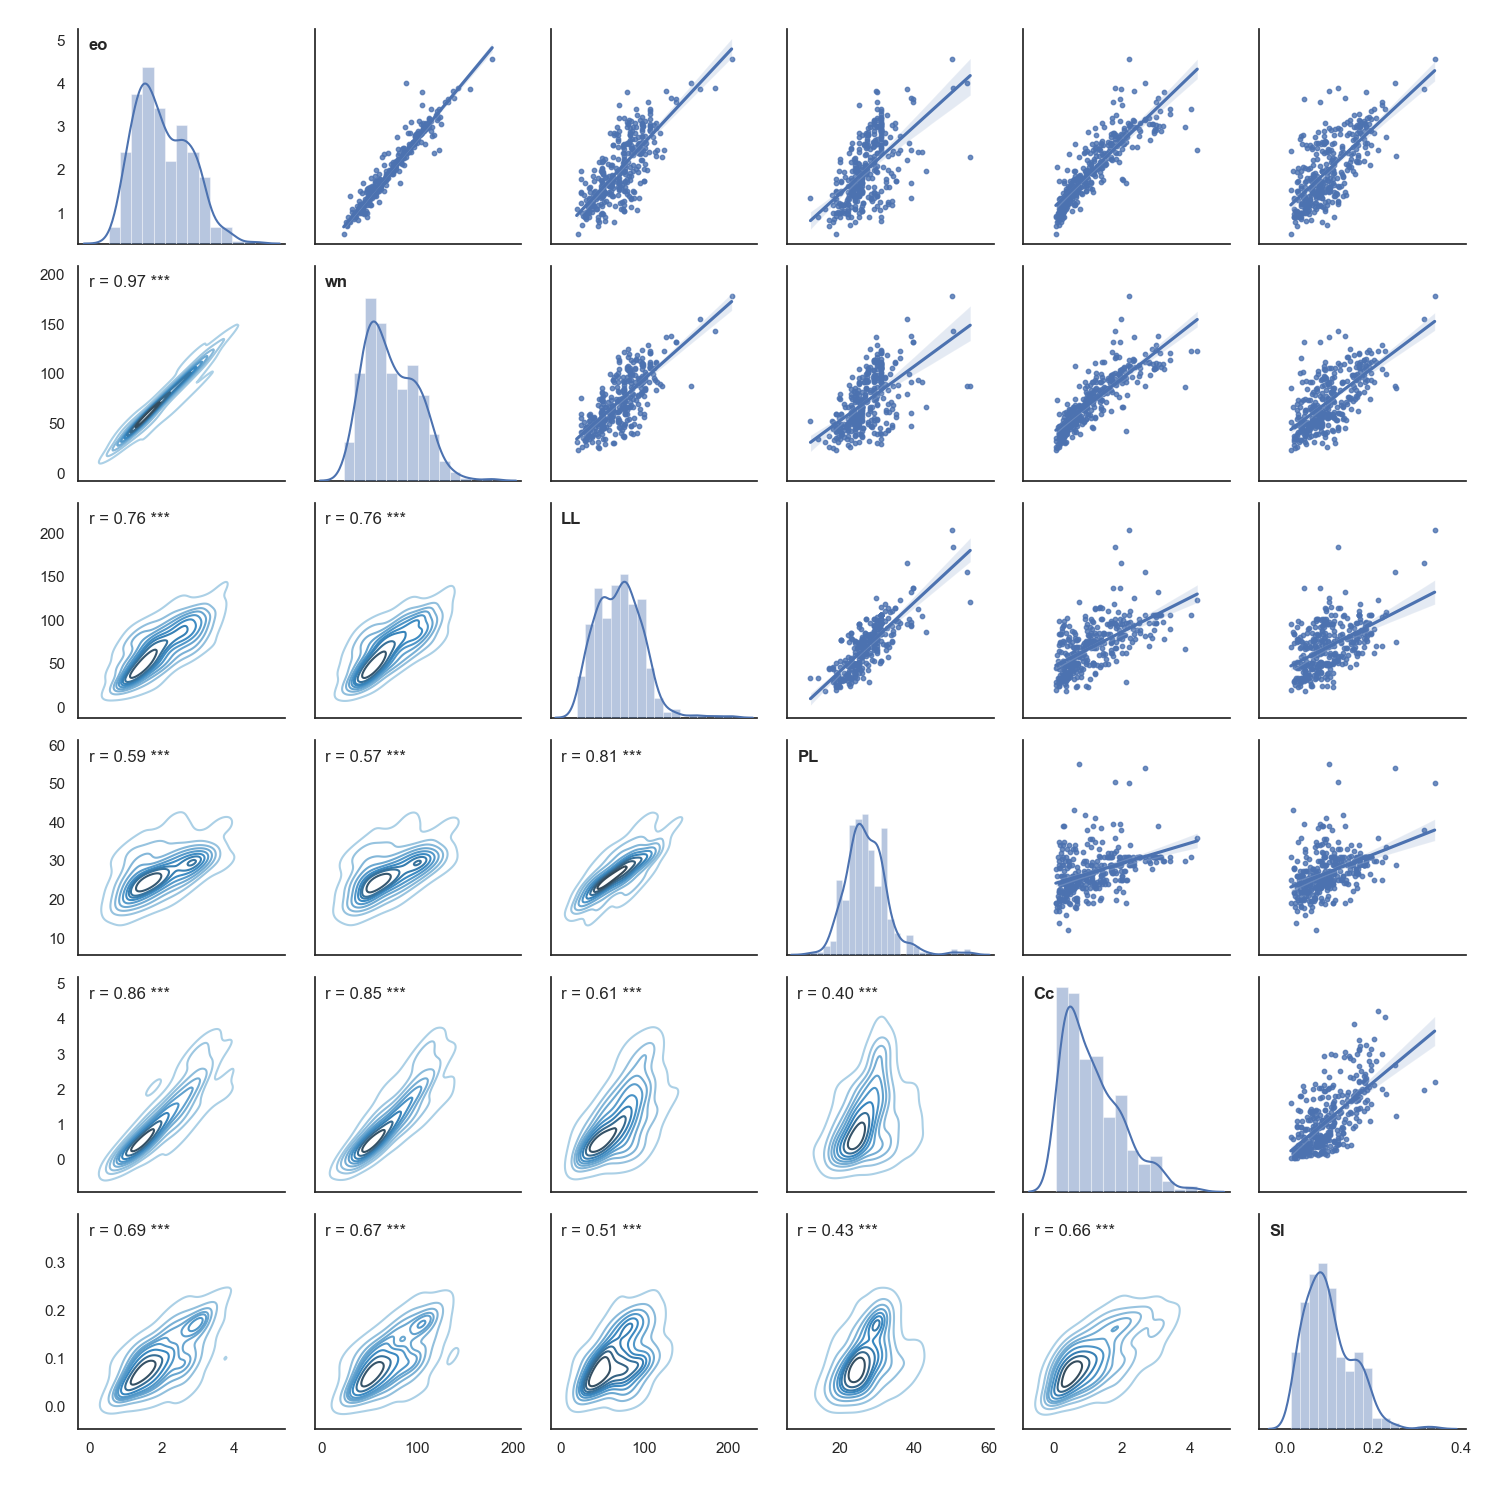 5
eo
4
3
2
1
200
r = 0.97 ***
wn
150
100
50
0
r = 0.76 ***
r = 0.76 ***
LL
200
150
100
50
0
60
r = 0.59 ***
r = 0.57 ***
r = 0.81 ***
PL
50
40
30
20
10
5
r = 0.86 ***
r = 0.85 ***
r = 0.61 ***
r = 0.40 ***
Cc
4
3
2
1
0
r = 0.69 ***
r = 0.67 ***
r = 0.51 ***
r = 0.43 ***
r = 0.66 ***
SI
0.3
0.2
0.1
0.0
0 2 4 0 100 200 0 100 200 20 40 60 0 2 4 0.0 0.2 0.4